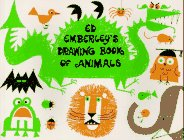 ED
EMBERLEY'S
DRAWING BOOK
OF ANIMALS